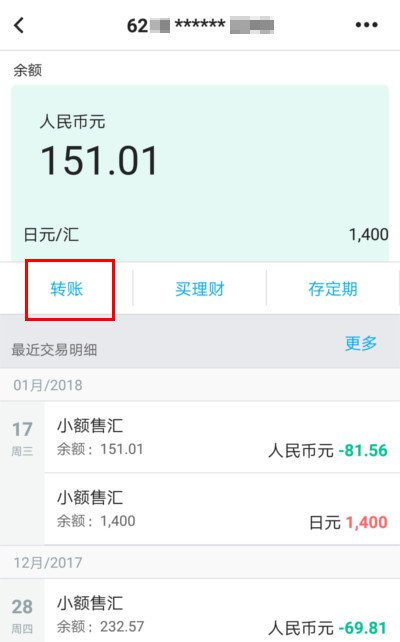 62 ******
余额
人民币元
151.01
日元/汇 1,400
转账 买理财 存定期
最近交易明细 更多
01月/2018
17 小额售汇
周三 余额：151.01 人民币元 -81.56
小额售汇
余额：1,400 日元 1,400
12月/2017
28 小额售汇
周四 余额：232.57 人民币元 -69.81